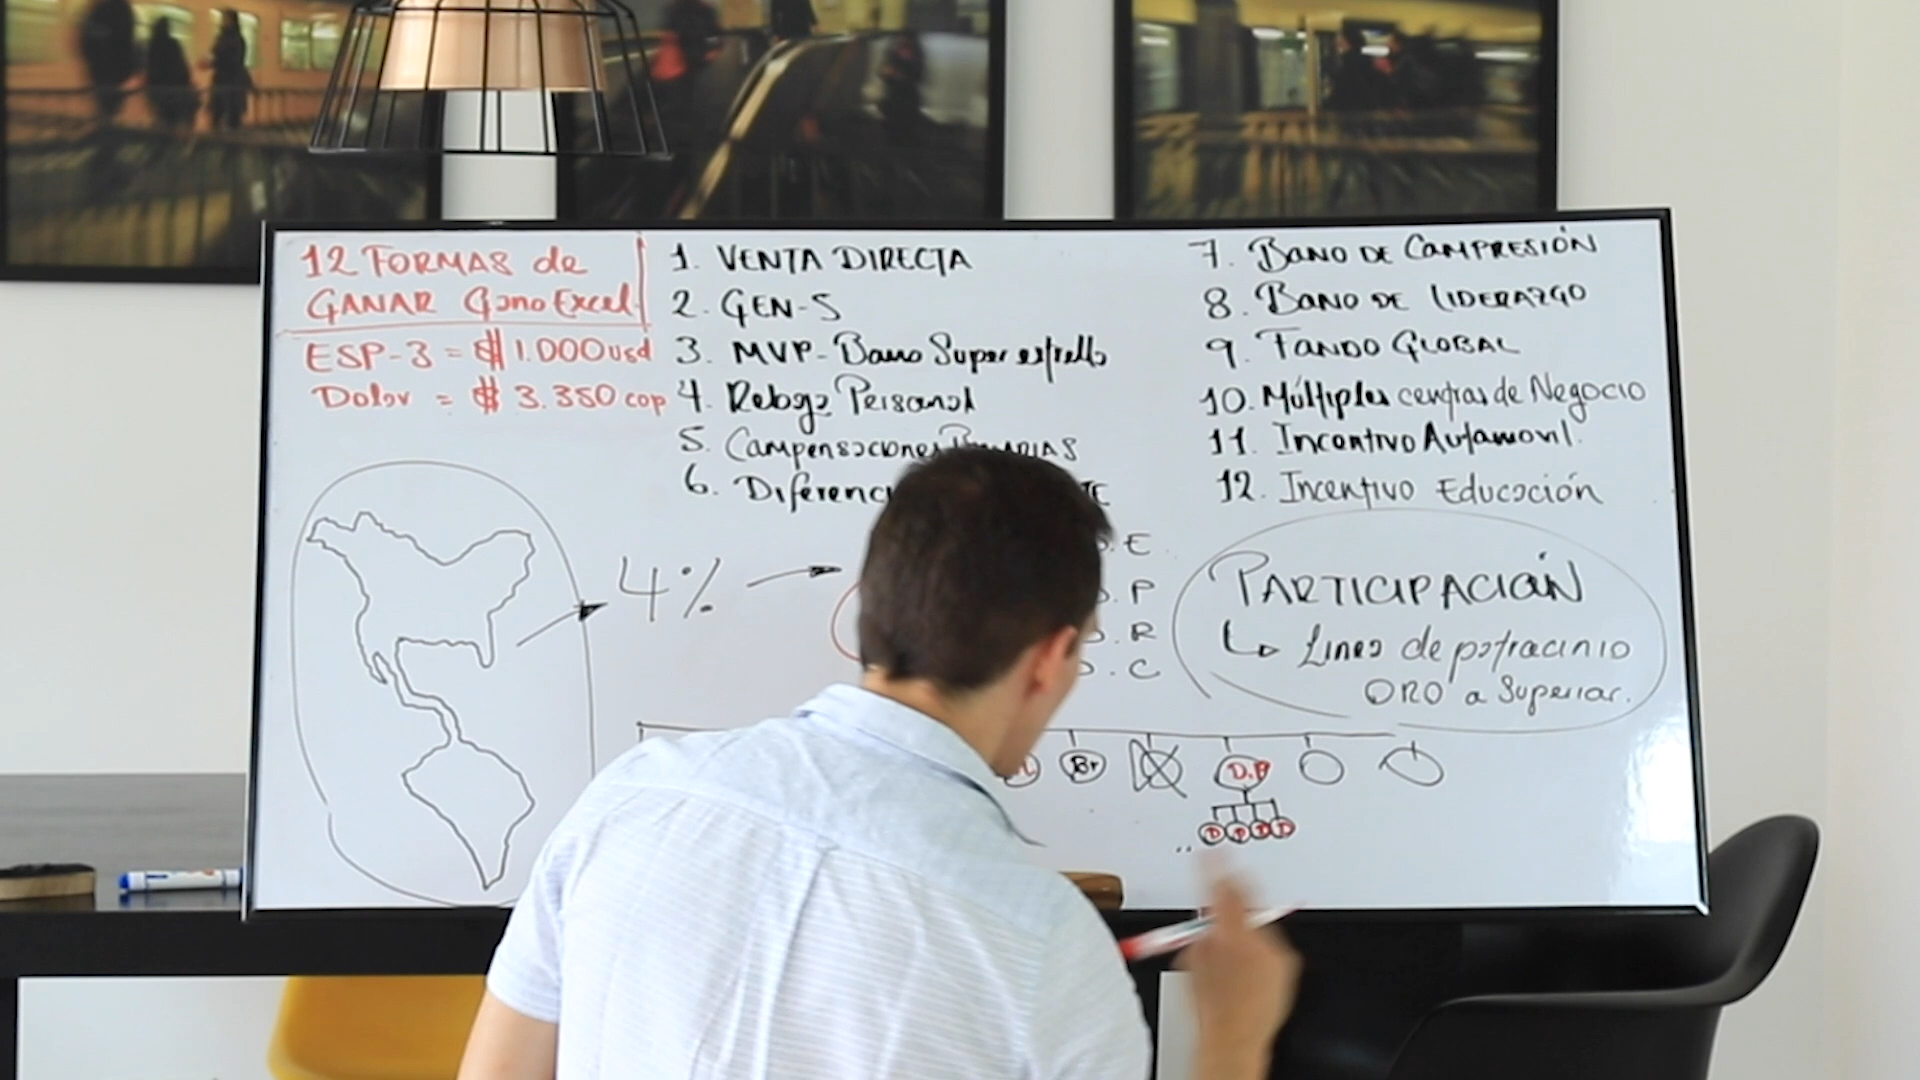 12 FORMAS de
GANAR Gano Excel
ESP-3 = $ 1.000 usd
Dolar = $ 3.350 cop
1. VENTA DIRECTA
2. GEN-5
3. MVP - Bono Super estrella
4. Rebaja Personal
5. Compensaciones
6. Diferenc
7. BONO DE COMPRESIÓN
8. BONO DE LIDERAZGO
9. FONDO GLOBAL
10. Múltiples centros de Negocio
11. Incentivo Automovil.
12. Incentivo Educación
4%
D.E.
D.P
D.R
D.C
PARTICIPACIÓN
Linea de patrocinio
ORO a Superior.
Br
D.P
D D D D